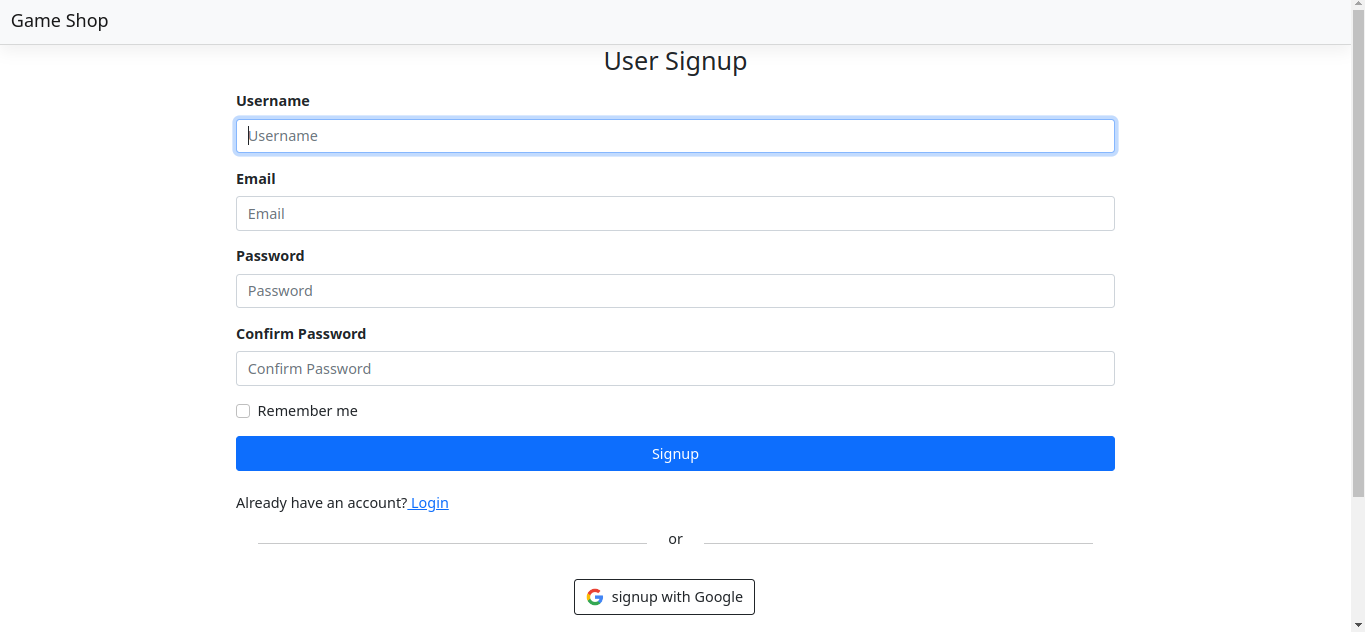 Game Shop
User Signup
Username
Username
Email
Email
Password
Password
Confirm Password
Confirm Password
Remember me
Signup
Already have an account? Login
or
signup with Google